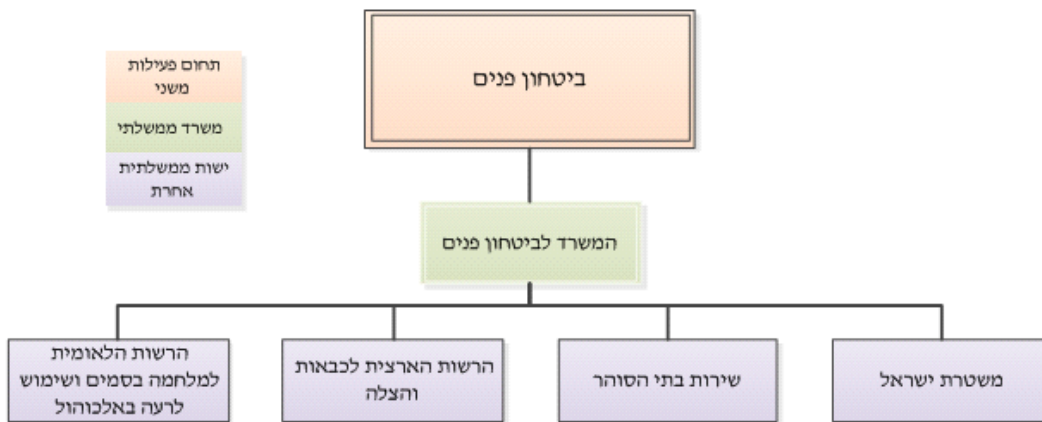 ביטחון פנים
תחום פעילות
משני
משרד ממשלתי
ישות ממשלתית
אחרת
המשרד לביטחון פנים
משטרת ישראל
שירות בתי הסוהר
הרשות הארצית לכבאות
והצלה
הרשות הלאומית
למלחמה בסמים ושימוש
לרעה באלכוהול